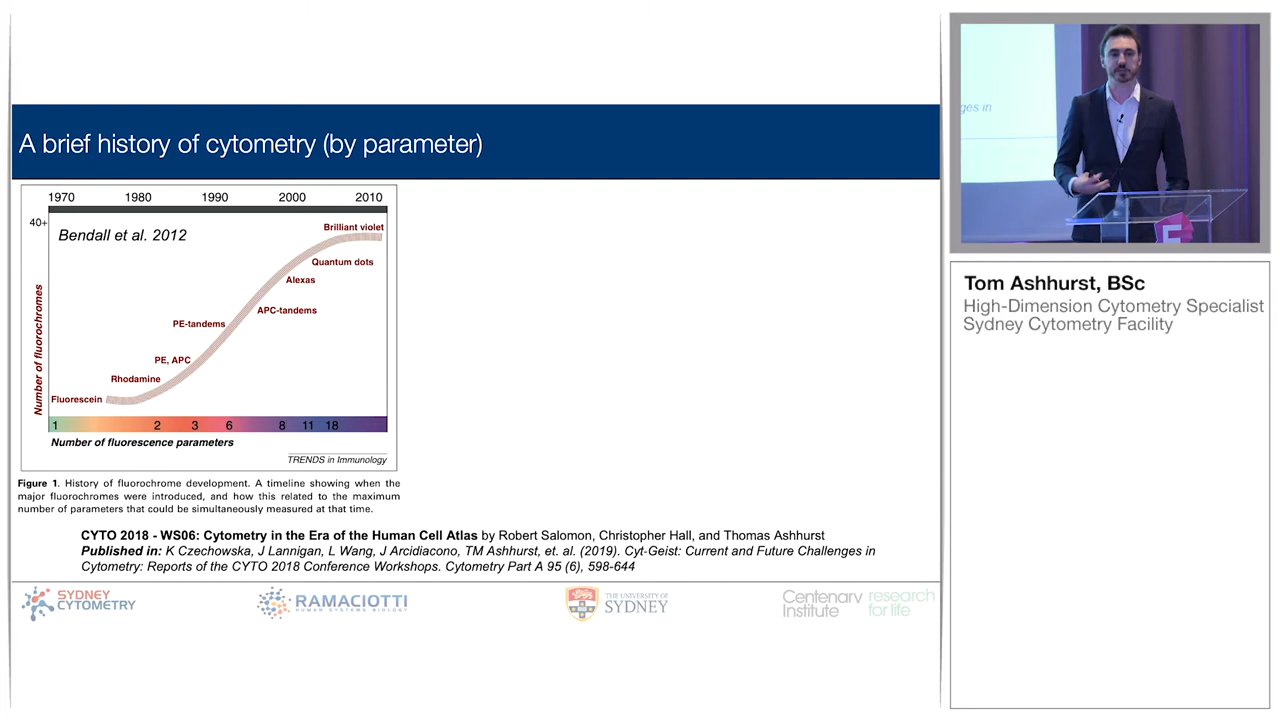 A brief history of cytometry (by parameter)
1970 1980 1990 2000 2010
40+
Bendall et al. 2012
Brilliant violet
Quantum dots
Alexas
APC-tandems
PE-tandems
PE, APC
Rhodamine
Fluorescein
Number of fluorochromes
1 2 3 6 8 11 18
Number of fluorescence parameters
TRENDS in Immunology
Figure 1. History of fluorochrome development. A timeline showing when the
major fluorochromes were introduced, and how this related to the maximum
number of parameters that could be simultaneously measured at that time.
CYTO 2018 - WS06: Cytometry in the Era of the Human Cell Atlas by Robert Salomon, Christopher Hall, and Thomas Ashhurst
Published in: K Czechowska, J Lannigan, L Wang, J Arcidiacono, TM Ashhurst, et. al. (2019). Cyt-Geist: Current and Future Challenges in
Cytometry: Reports of the CYTO 2018 Conference Workshops. Cytometry Part A 95 (6), 598-644
SYDNEY
CYTOMETRY
RAMACIOTTI
HUMAN SYSTEMS BIOLOGY
THE UNIVERSITY OF
SYDNEY
Centenary
Institute
research
for life
ges in
Tom Ashhurst, BSc
High-Dimension Cytometry Specialist
Sydney Cytometry Facility